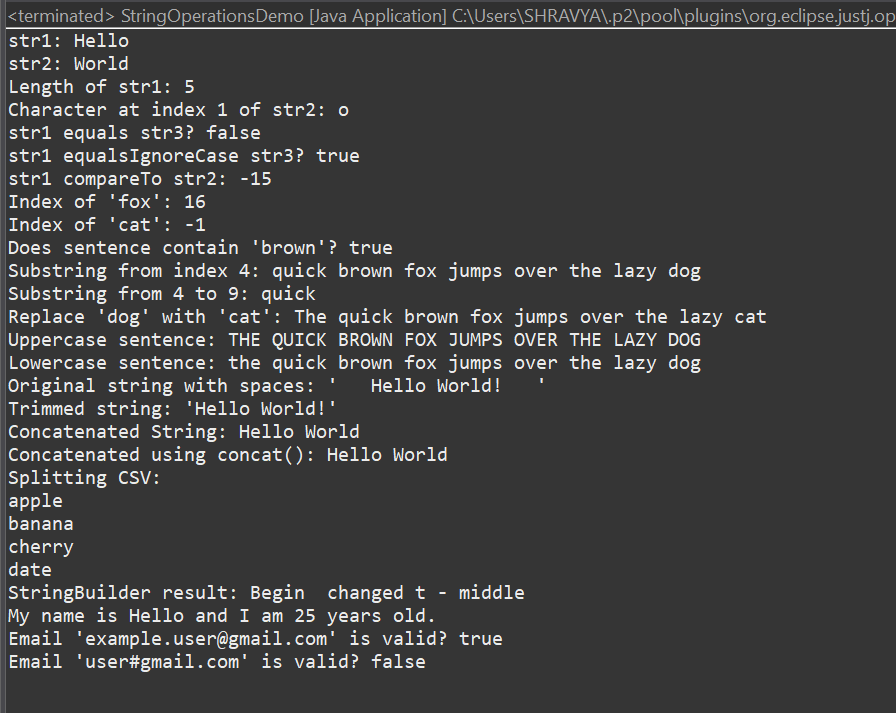 <terminated> StringOperationsDemo [Java Application] C:\Users\SHRAVYA\.p2\pool\plugins\org.eclipse.justj.op
str1: Hello
str2: World
Length of str1: 5
Character at index 1 of str2: o
str1 equals str3? false
str1 equalsIgnoreCase str3? true
str1 compareTo str2: -15
Index of 'fox': 16
Index of 'cat': -1
Does sentence contain 'brown'? true
Substring from index 4: quick brown fox jumps over the lazy dog
Substring from 4 to 9: quick
Replace 'dog' with 'cat': The quick brown fox jumps over the lazy cat
Uppercase sentence: THE QUICK BROWN FOX JUMPS OVER THE LAZY DOG
Lowercase sentence: the quick brown fox jumps over the lazy dog
Original string with spaces: '   Hello World!   '
Trimmed string: 'Hello World!'
Concatenated String: Hello World
Concatenated using concat(): Hello World
Splitting CSV:
apple
banana
cherry
date
StringBuilder result: Begin  changed t - middle
My name is Hello and I am 25 years old.
Email 'example.user@gmail.com' is valid? true
Email 'user#gmail.com' is valid? false